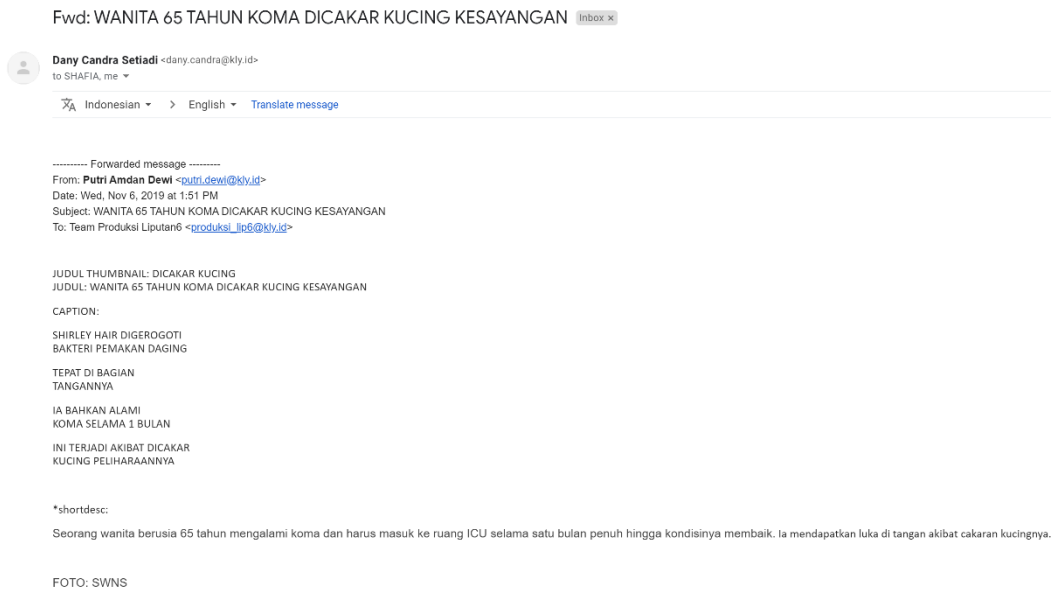 Fwd: WANITA 65 TAHUN KOMA DICAKAR KUCING KESAYANGAN Inbox ×
Dany Candra Setiadi <dany.candra@kly.id>
to SHAFIA, me
Indonesian > English Translate message
---------- Forwarded message ---------
From: Putri Amdan Dewi <putri.dewi@kly.id>
Date: Wed, Nov 6, 2019 at 1:51 PM
Subject: WANITA 65 TAHUN KOMA DICAKAR KUCING KESAYANGAN
To: Team Produksi Liputan6 <produksi_lip6@kly.id>
JUDUL THUMBNAIL: DICAKAR KUCING
JUDUL: WANITA 65 TAHUN KOMA DICAKAR KUCING KESAYANGAN
CAPTION:
SHIRLEY HAIR DIGEROGOTI
BAKTERI PEMAKAN DAGING
TEPAT DI BAGIAN
TANGANNYA
IA BAHKAN ALAMI
KOMA SELAMA 1 BULAN
INI TERJADI AKIBAT DICAKAR
KUCING PELIHARAANNYA
*shortdesc:
Seorang wanita berusia 65 tahun mengalami koma dan harus masuk ke ruang ICU selama satu bulan penuh hingga kondisinya membaik. Ia mendapatkan luka di tangan akibat cakaran kucingnya.
FOTO: SWNS